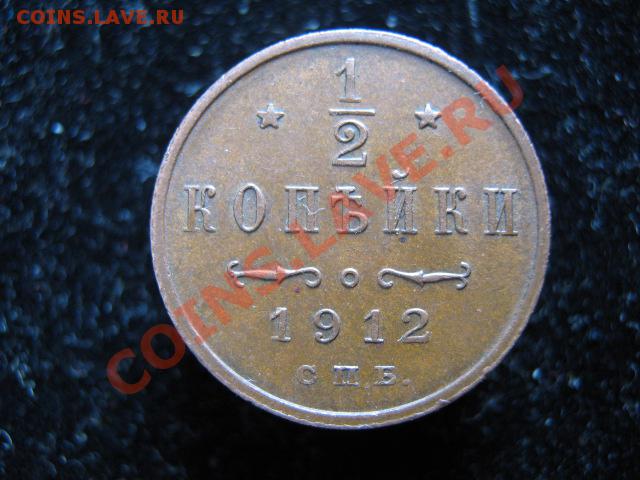 COINS.LAVE.RU
1/2
КОПѢЙКИ
1912
СПБ.
COINS.LAVE.RU